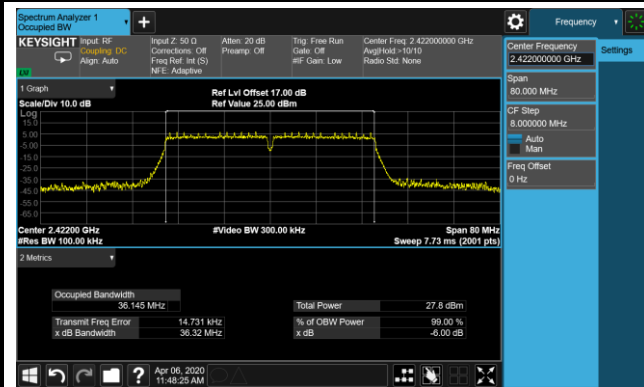 Spectrum Analyzer 1
Occupied BW
Frequency
KEYSIGHT
Input: RF
Coupling: DC
Align: Auto
Input Z: 50 Ω
Corrections: Off
Freq Ref: Int (S)
NFE: Adaptive
Atten: 20 dB
Preamp: Off
Trig: Free Run
Gate: Off
#IF Gain: Low
Center Freq: 2.422000000 GHz
Avg|Hold:>10/10
Radio Std: None
LVI
Center Frequency
2.422000000 GHz
Settings
Span
80.000 MHz
CF Step
8.000000 MHz
Auto
Man
Freq Offset
0 Hz
1 Graph
Scale/Div 10.0 dB
Ref Lvl Offset 17.00 dB
Ref Value 25.00 dBm
Log
15.0
5.00
-5.00
-15.0
-25.0
-35.0
-45.0
-55.0
-65.0
Center 2.42200 GHz
#Video BW 300.00 kHz
Span 80 MHz
#Res BW 100.00 kHz
Sweep 7.73 ms (2001 pts)
2 Metrics
Occupied Bandwidth
36.145 MHz
Total Power 27.8 dBm
Transmit Freq Error 14.731 kHz
% of OBW Power 99.00 %
x dB Bandwidth 36.32 MHz
x dB -6.00 dB
?
Apr 06, 2020
11:48:25 AM